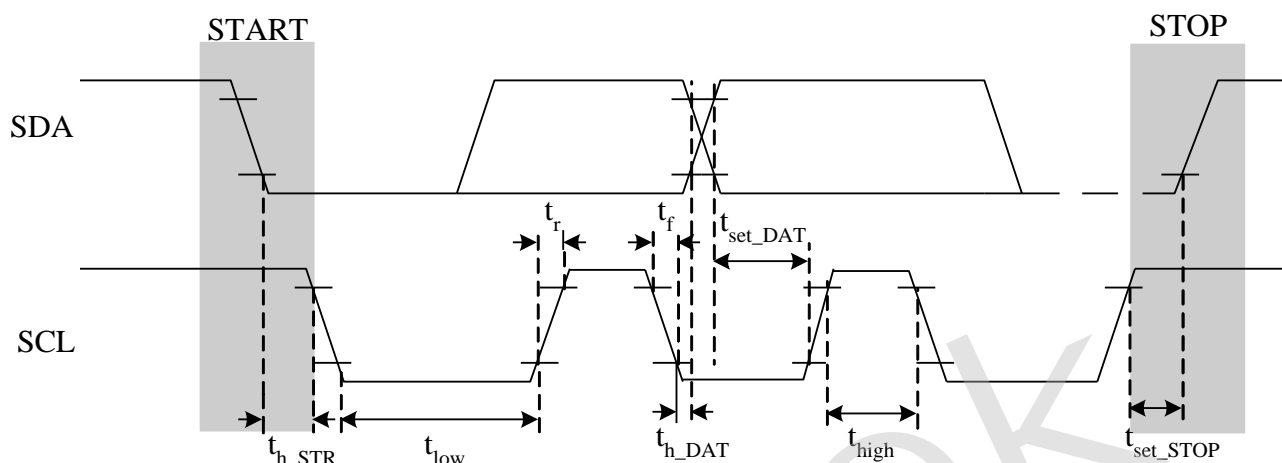 START
STOP
SDA
t_r
t_f
t_set_DAT
SCL
t_h_STR
t_low
t_h_DAT
t_high
t_set_STOP